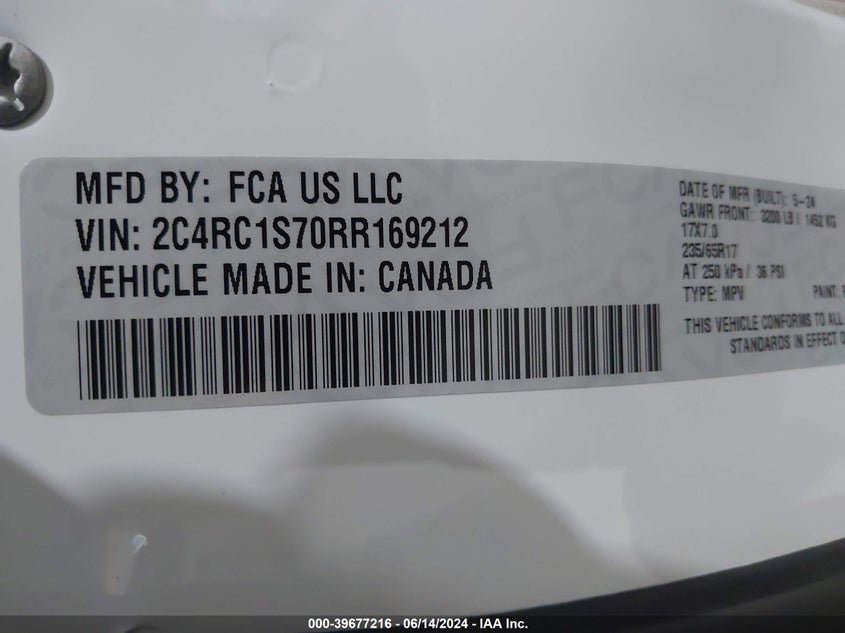 MFD BY: FCA US LLC
VIN: 2C4RC1S70RR169212
VEHICLE MADE IN: CANADA
DATE OF MFR (BUILT): 5-24
GAWR FRONT: 3200 LB / 1452 KG
17X7.0
235/65R17
AT 250 kPa / 36 PSI
TYPE: MPV PAINT:
THIS VEHICLE CONFORMS TO ALL
STANDARDS IN EFFECT
000-39677216 - 06/14/2024 - IAA Inc.